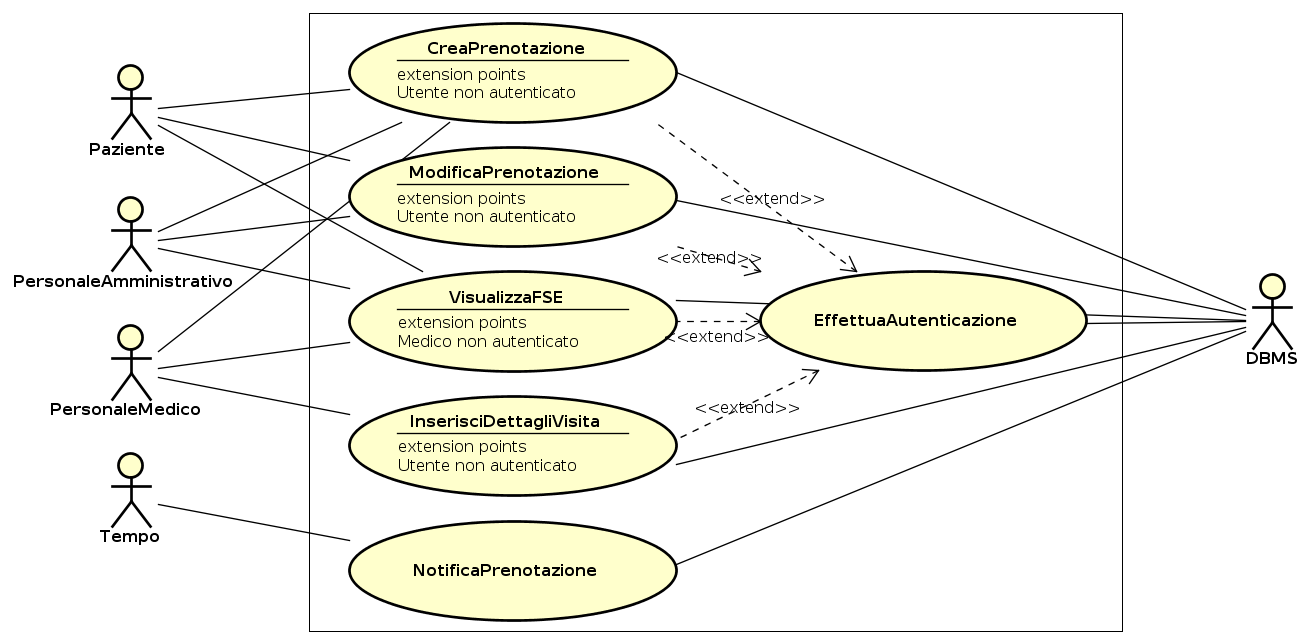 Paziente
PersonaleAmministrativo
PersonaleMedico
Tempo
CreaPrenotazione
extension points
Utente non autenticato
ModificaPrenotazione
extension points
Utente non autenticato
VisualizzaFSE
extension points
Medico non autenticato
InserisciDettagliVisita
extension points
Utente non autenticato
NotificaPrenotazione
<<extend>>
<<extend>>
<<extend>>
<<extend>>
EffettuaAutenticazione
DBMS